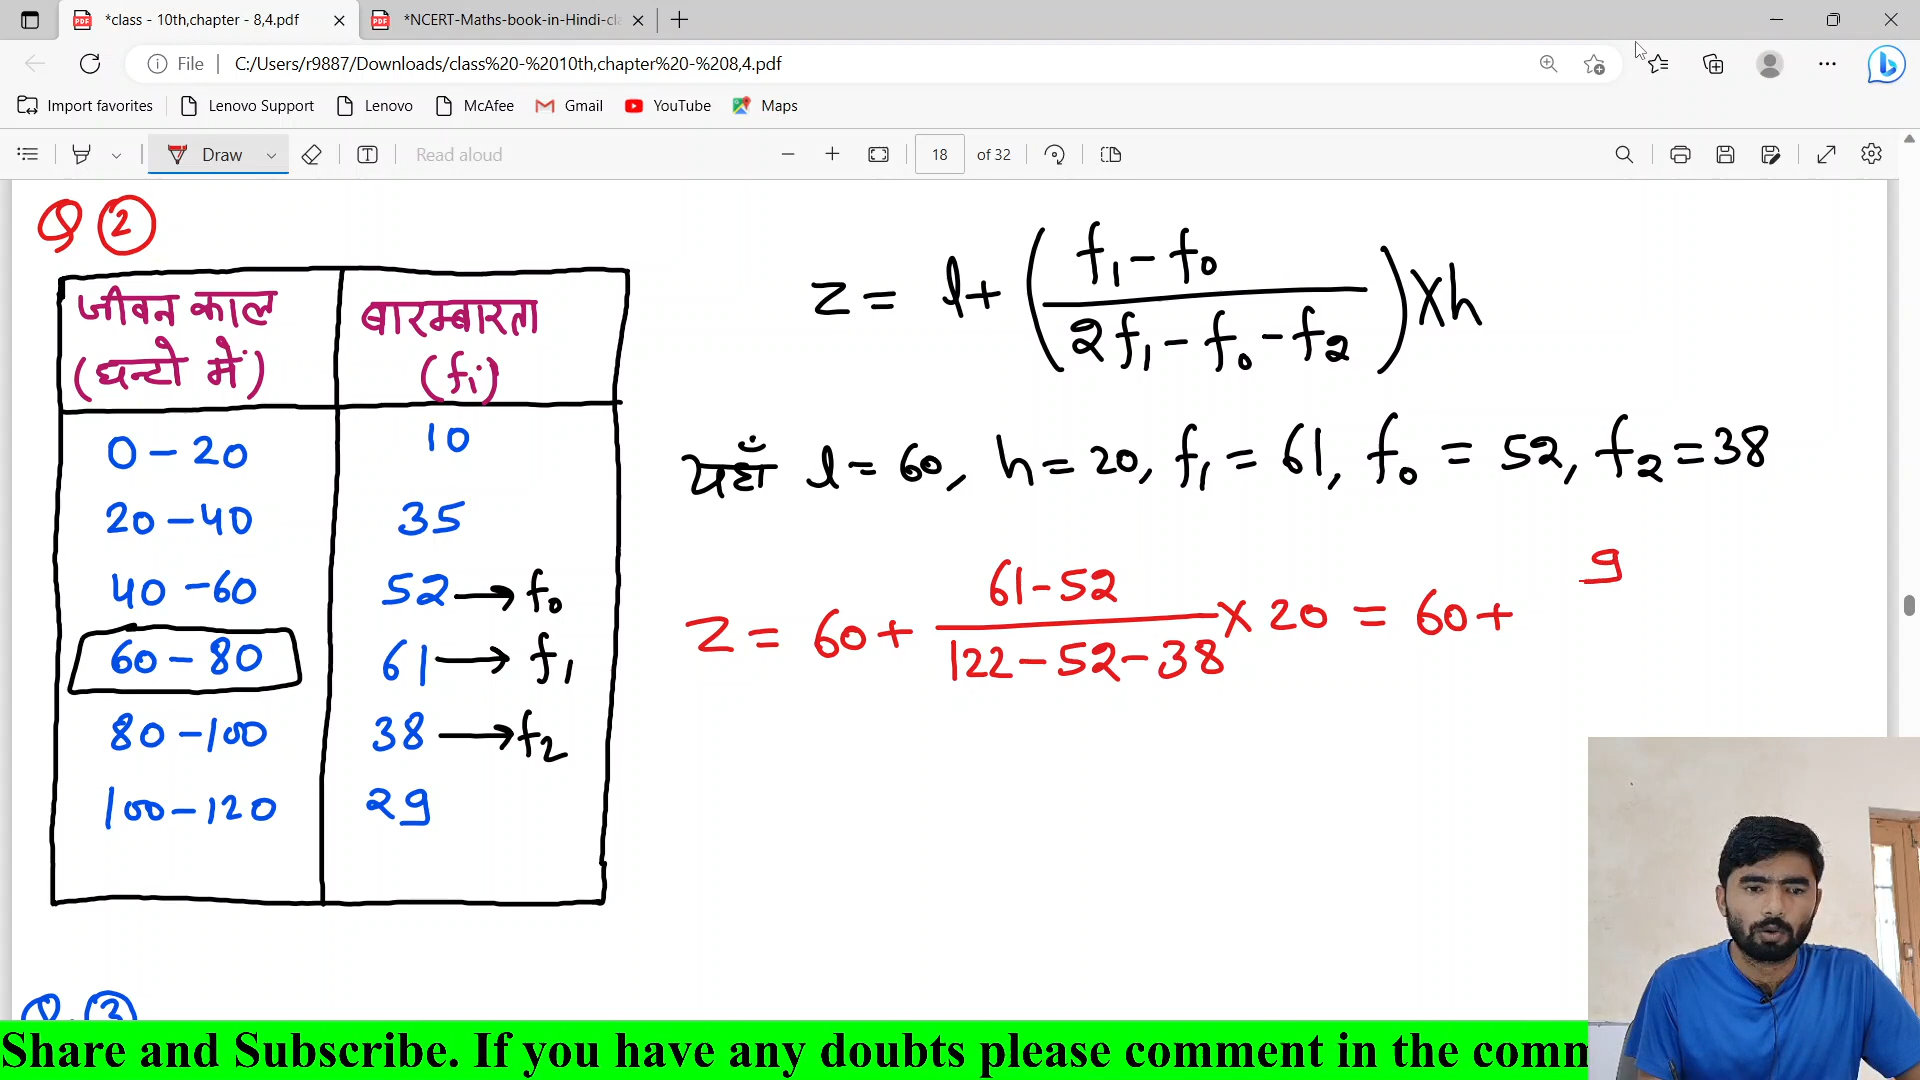 *class - 10th,chapter - 8,4.pdf
*NCERT-Maths-book-in-Hindi-cl
File
C:/Users/r9887/Downloads/class%20-%2010th,chapter%20-%208,4.pdf
Import favorites
Lenovo Support
Lenovo
McAfee
Gmail
YouTube
Maps
Draw
Read aloud
18 of 32
Q 2
जीवन काल (घन्टो में) बारम्बारता (fi)
0 - 20 10
20 - 40 35
40 - 60 52 → f₀
60 - 80 61 → f₁
80 - 100 38 → f₂
100 - 120 29
z = l + ( (f₁ - f₀) / (2f₁ - f₀ - f₂) ) × h
यहाँ l = 60, h = 20, f₁ = 61, f₀ = 52, f₂ = 38
9
Z = 60 + (61 - 52) / (122 - 52 - 38) × 20 = 60 +
Q. 3
Share and Subscribe. If you have any doubts please comment in the comm